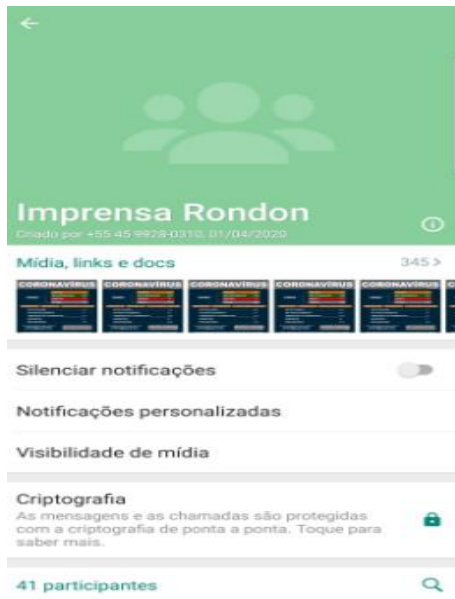 Imprensa Rondon
Criado por +55 45 9928-0310, 01/04/2020
Mídia, links e docs 345 >
CORONAVÍRUS CORONAVÍRUS CORONAVÍRUS CORONAVÍRUS CORONAVÍRUS
Silenciar notificações
Notificações personalizadas
Visibilidade de mídia
Criptografia
As mensagens e as chamadas são protegidas
com a criptografia de ponta a ponta. Toque para
saber mais.
41 participantes